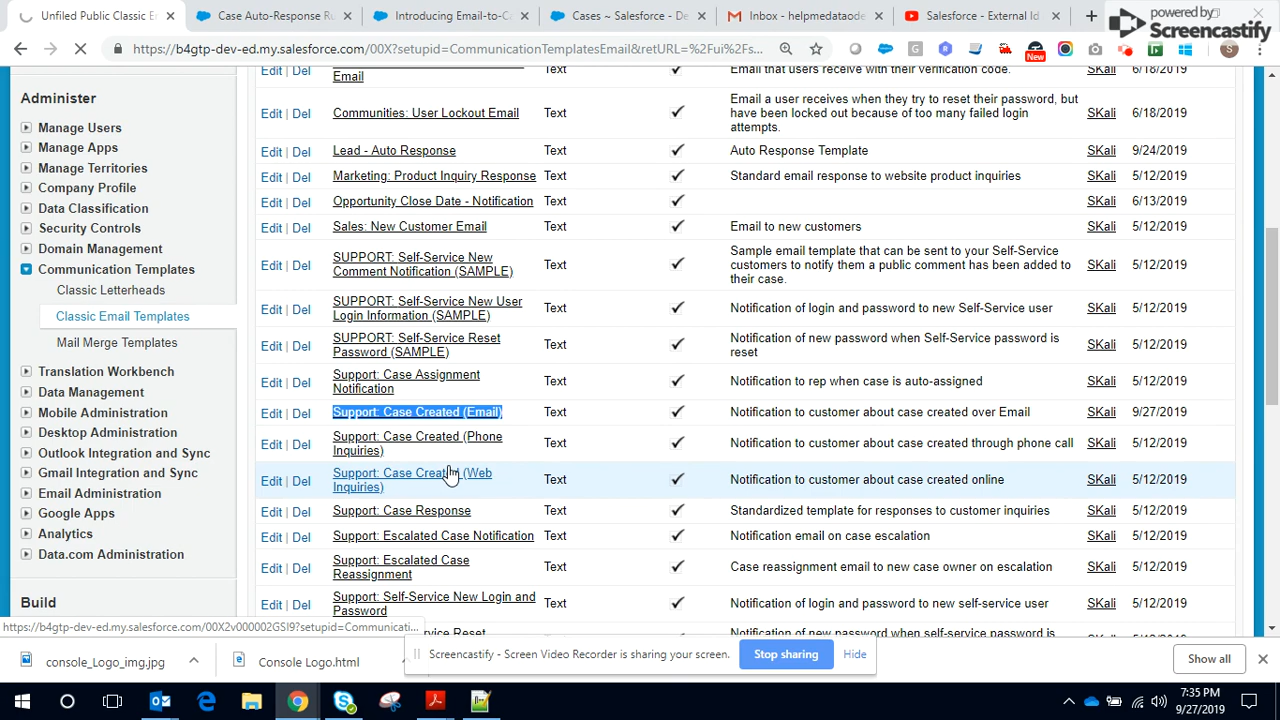 Unfiled Public Classic E
Case Auto-Response R
Introducing Email-to-C
Cases ~ Salesforce - De
Inbox - helpmedataode
Salesforce - External Id
powered by
Screencastify
https://b4gtp-dev-ed.my.salesforce.com/00X?setupid=CommunicationTemplatesEmail&retURL=%2Fui%2Fs...
New
S
Administer
Manage Users
Manage Apps
Manage Territories
Company Profile
Data Classification
Security Controls
Domain Management
Communication Templates
Classic Letterheads
Classic Email Templates
Mail Merge Templates
Translation Workbench
Data Management
Mobile Administration
Desktop Administration
Outlook Integration and Sync
Gmail Integration and Sync
Email Administration
Google Apps
Analytics
Data.com Administration
Build
Edit | Del Email Text Email that users receive with their verification code. SKali 6/18/2019
Edit | Del Communities: User Lockout Email Text Email a user receives when they try to reset their password, but
have been locked out because of too many failed login
attempts. SKali 6/18/2019
Edit | Del Lead - Auto Response Text Auto Response Template SKali 9/24/2019
Edit | Del Marketing: Product Inquiry Response Text Standard email response to website product inquiries SKali 5/12/2019
Edit | Del Opportunity Close Date - Notification Text SKali 6/13/2019
Edit | Del Sales: New Customer Email Text Email to new customers SKali 5/12/2019
Edit | Del SUPPORT: Self-Service New
Comment Notification (SAMPLE) Text Sample email template that can be sent to your Self-Service
customers to notify them a public comment has been added to
their case. SKali 5/12/2019
Edit | Del SUPPORT: Self-Service New User
Login Information (SAMPLE) Text Notification of login and password to new Self-Service user SKali 5/12/2019
Edit | Del SUPPORT: Self-Service Reset
Password (SAMPLE) Text Notification of new password when Self-Service password is
reset SKali 5/12/2019
Edit | Del Support: Case Assignment
Notification Text Notification to rep when case is auto-assigned SKali 5/12/2019
Edit | Del Support: Case Created (Email) Text Notification to customer about case created over Email SKali 9/27/2019
Edit | Del Support: Case Created (Phone
Inquiries) Text Notification to customer about case created through phone call SKali 5/12/2019
Edit | Del Support: Case Created (Web
Inquiries) Text Notification to customer about case created online SKali 5/12/2019
Edit | Del Support: Case Response Text Standardized template for responses to customer inquiries SKali 5/12/2019
Edit | Del Support: Escalated Case Notification Text Notification email on case escalation SKali 5/12/2019
Edit | Del Support: Escalated Case
Reassignment Text Case reassignment email to new case owner on escalation SKali 5/12/2019
Edit | Del Support: Self-Service New Login and
Password Text Notification of login and password to new self-service user SKali 5/12/2019
Reset Notification of new password when self-service password is
https://b4gtp-dev-ed.my.salesforce.com/00X2v000002GSI9?setupid=Communicati...
console_Logo_img.jpg
Console Logo.html
Screencastify - Screen Video Recorder is sharing your screen.
Stop sharing
Hide
Show all
7:35 PM
9/27/2019